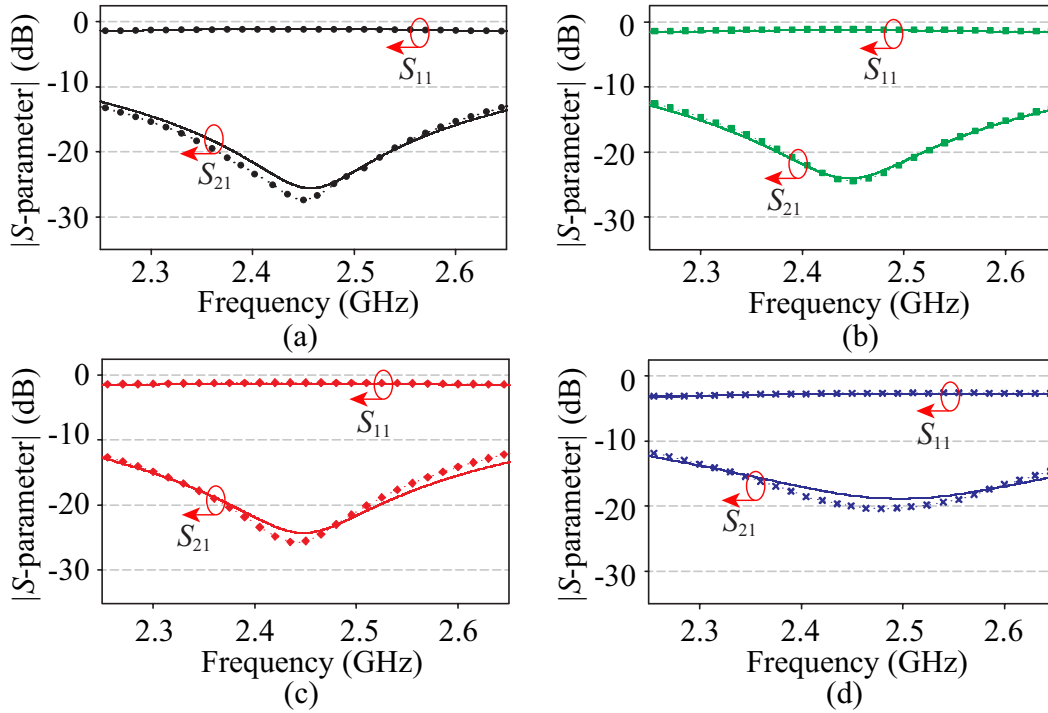 |S-parameter| (dB)
0
-10
-20
-30
S11
S21
2.3 2.4 2.5 2.6
Frequency (GHz)
(a)
|S-parameter| (dB)
0
-10
-20
-30
S11
S21
2.3 2.4 2.5 2.6
Frequency (GHz)
(b)
|S-parameter| (dB)
0
-10
-20
-30
S11
S21
2.3 2.4 2.5 2.6
Frequency (GHz)
(c)
|S-parameter| (dB)
0
-10
-20
-30
S11
S21
2.3 2.4 2.5 2.6
Frequency (GHz)
(d)